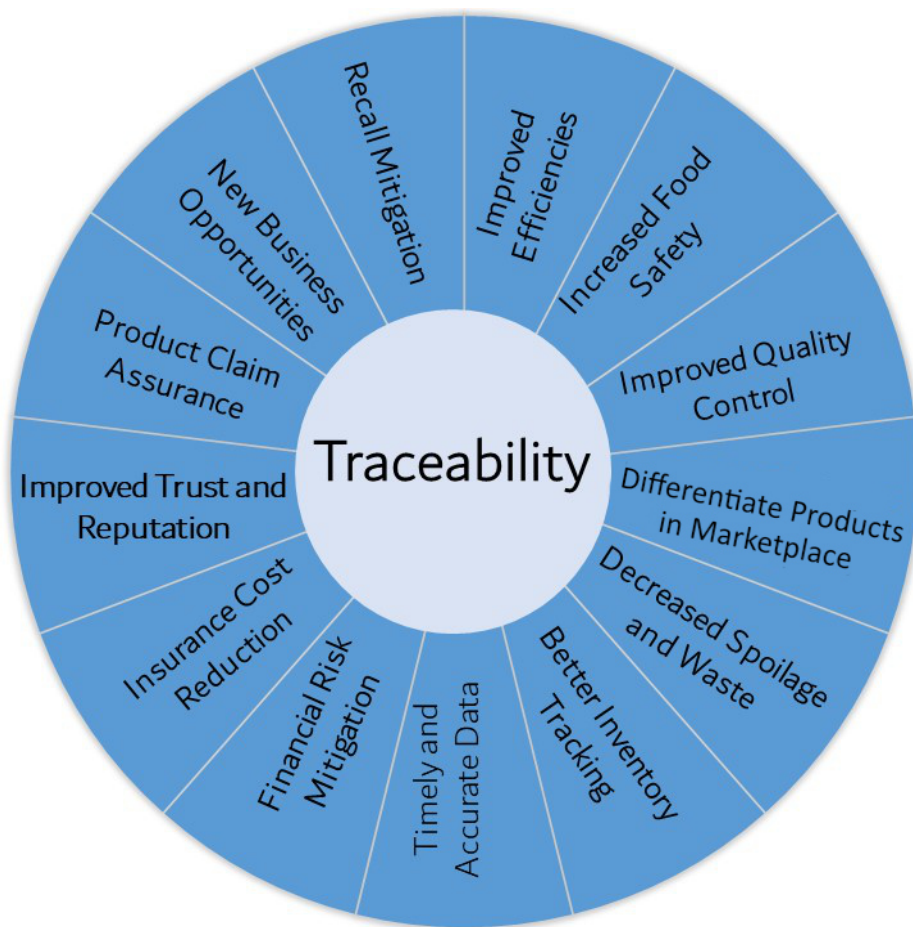 Traceability
Improved
Efficiencies
Increased Food
Safety
Improved Quality
Control
Differentiate Products
in Marketplace
Decreased Spoilage
and Waste
Better Inventory
Tracking
Timely and
Accurate Data
Financial Risk
Mitigation
Insurance Cost
Reduction
Improved Trust and
Reputation
Product Claim
Assurance
New Business
Opportunities
Recall Mitigation